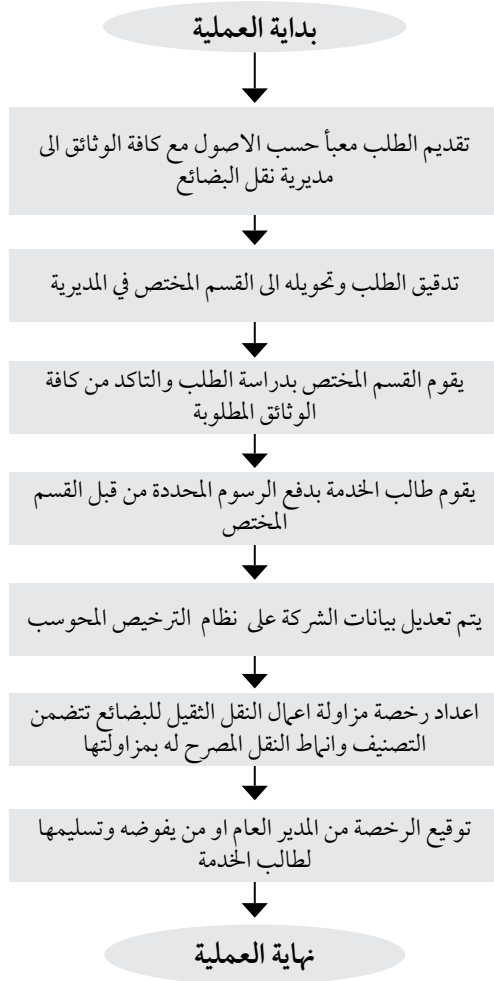 بداية العملية
تقديم الطلب معبأ حسب الاصول مع كافة الوثائق الى
مديرية نقل البضائع
تدقيق الطلب وتحويله الى القسم المختص في المديرية
يقوم القسم المختص بدراسة الطلب والتاكد من كافة
الوثائق المطلوبة
يقوم طالب الخدمة بدفع الرسوم المحددة من قبل القسم
المختص
يتم تعديل بيانات الشركة على نظام الترخيص المحوسب
اعداد رخصة مزاولة اعمال النقل الثقيل للبضائع تتضمن
التصنيف وانماط النقل المصرح له بمزاولتها
توقيع الرخصة من المدير العام او من يفوضه وتسليمها
لطالب الخدمة
نهاية العملية